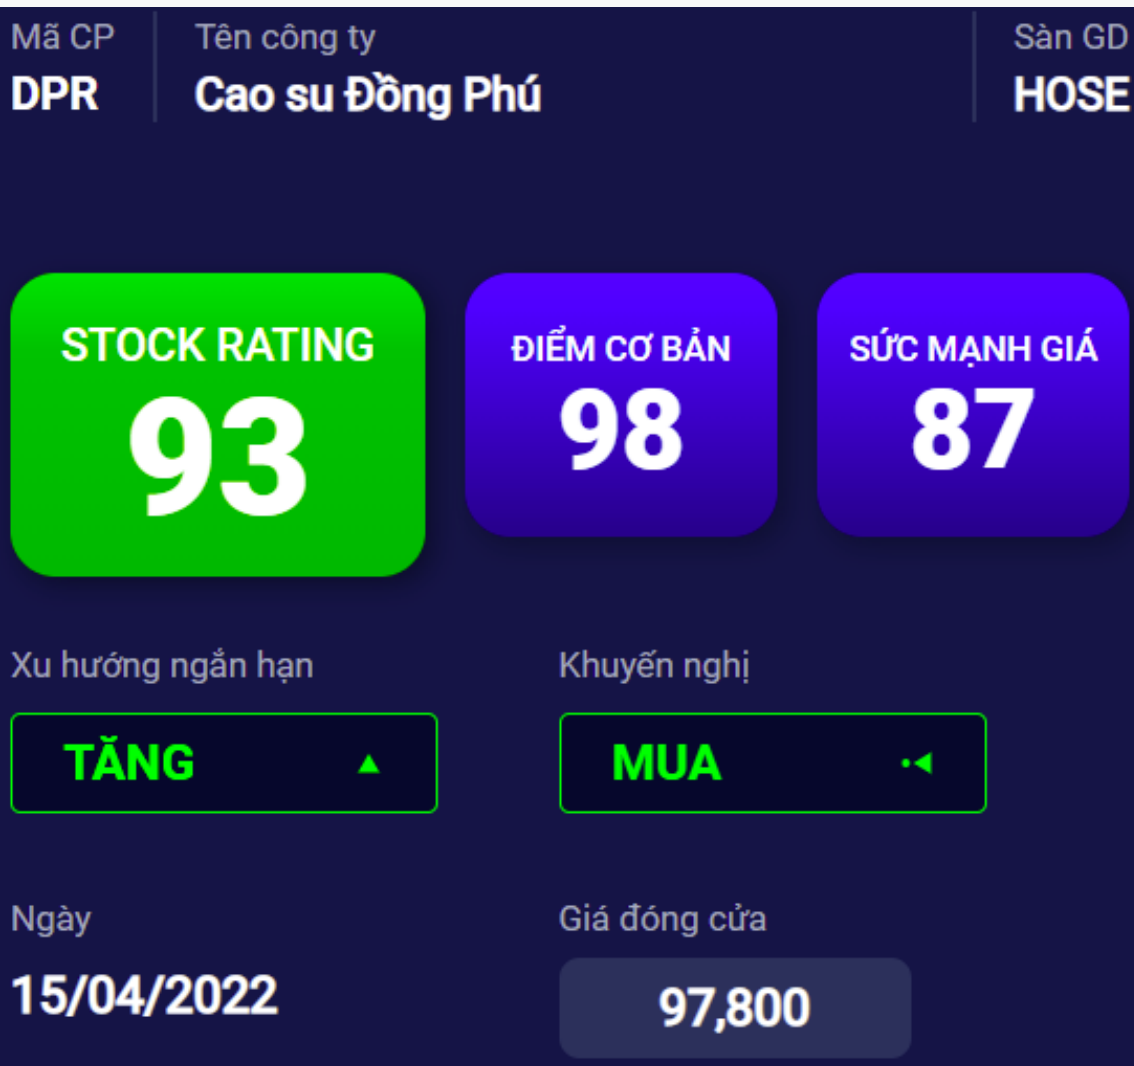 Mã CP
Tên công ty
Sàn GD
DPR
Cao su Đồng Phú
HOSE
STOCK RATING
93
ĐIỂM CƠ BẢN
98
SỨC MẠNH GIÁ
87
Xu hướng ngắn hạn
Khuyến nghị
TĂNG
MUA
Ngày
Giá đóng cửa
15/04/2022
97,800